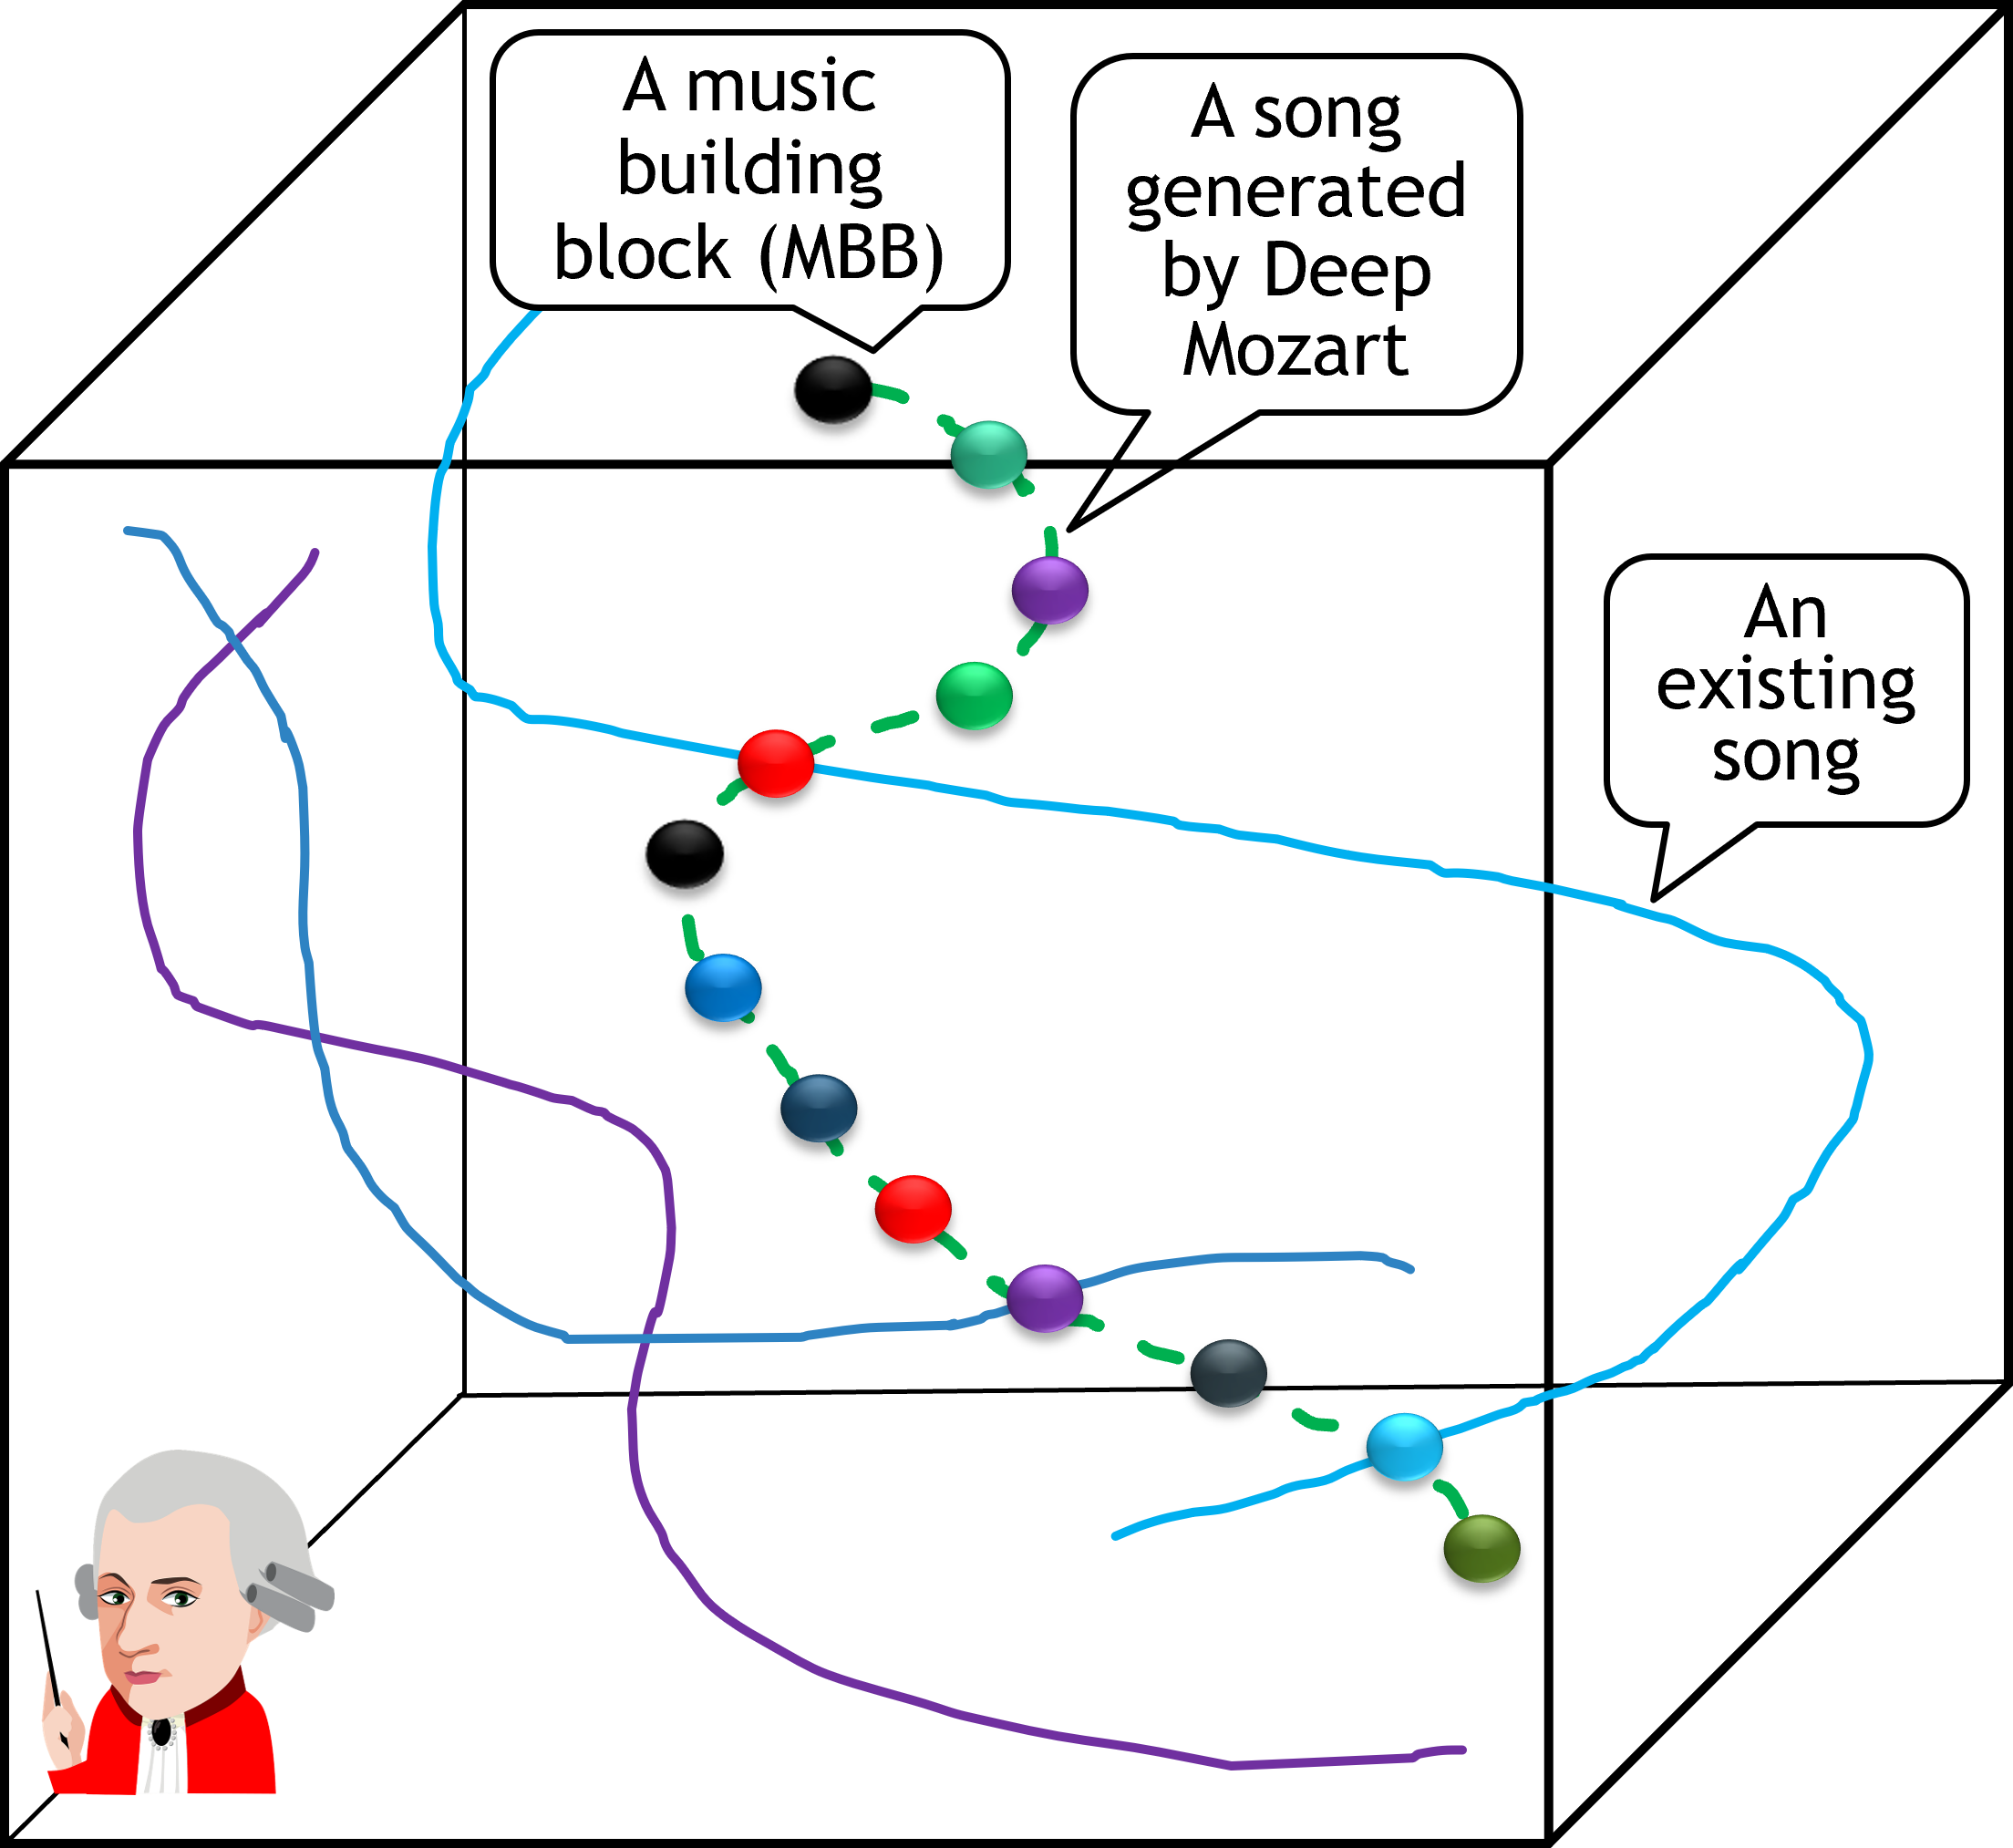 A music
building
block (MBB)
A song
generated
by Deep
Mozart
An
existing
song